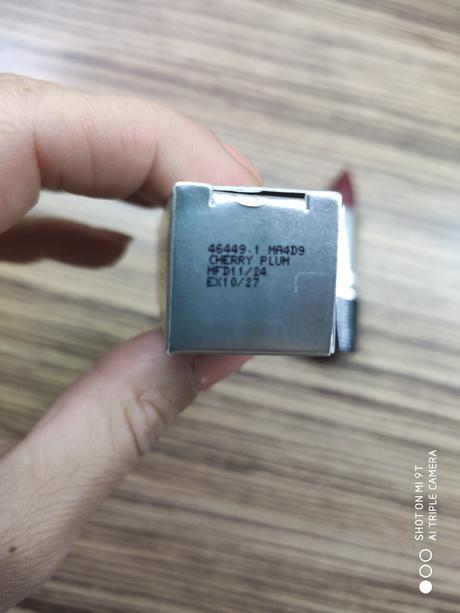 46449.1 MA4D9
CHERRY PLUM
MFD11/24
EX10/27
SHOT ON MI 9T
AI TRIPLE CAMERA